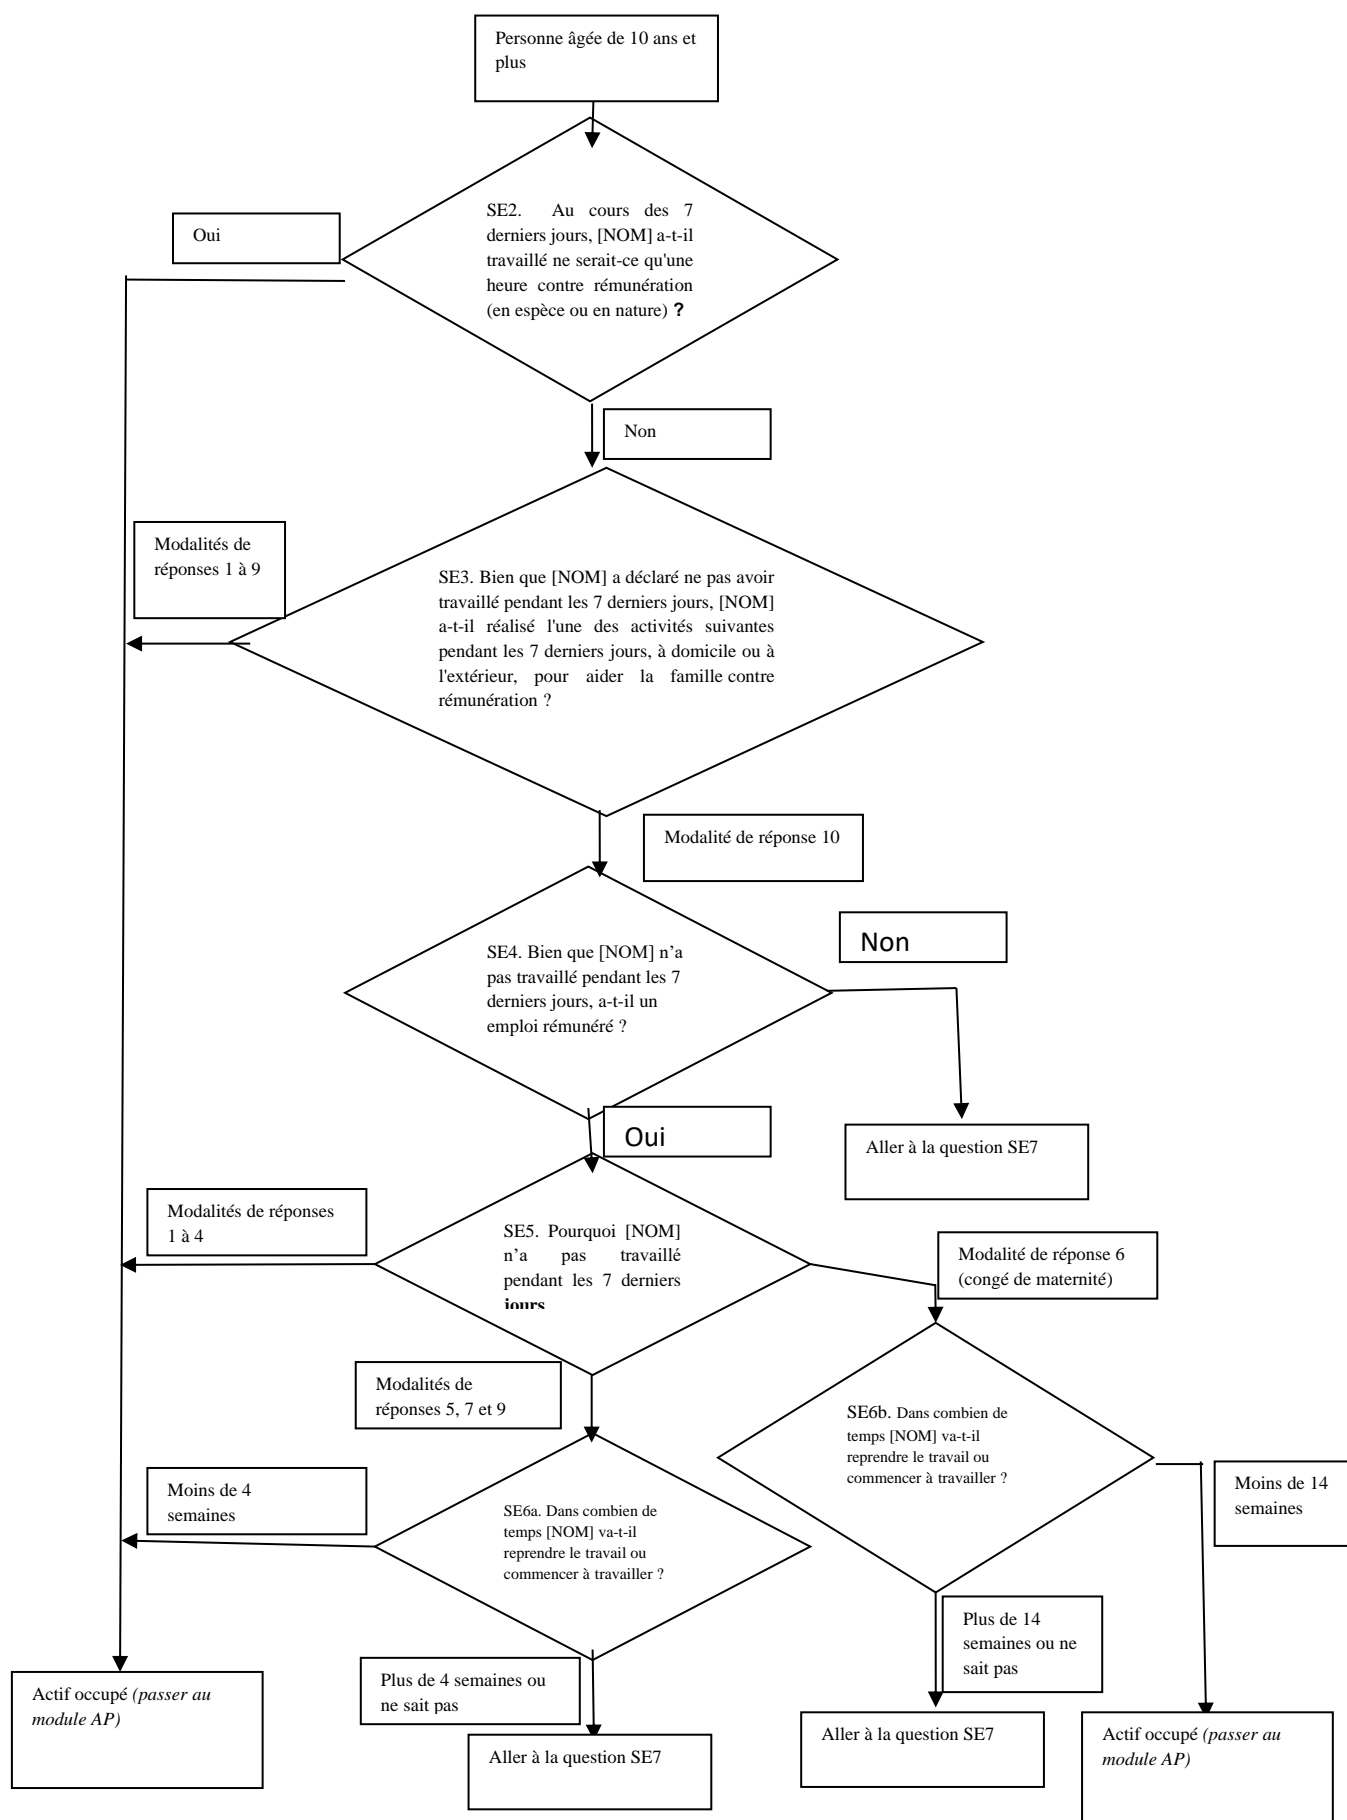 Personne âgée de 10 ans et
plus
Oui
SE2. Au cours des 7
derniers jours, [NOM] a-t-il
travaillé ne serait-ce qu'une
heure contre rémunération
(en espèce ou en nature) ?
Non
Modalités de
réponses 1 à 9
SE3. Bien que [NOM] a déclaré ne pas avoir
travaillé pendant les 7 derniers jours, [NOM]
a-t-il réalisé l'une des activités suivantes
pendant les 7 derniers jours, à domicile ou à
l'extérieur, pour aider la famille contre
rémunération ?
Modalité de réponse 10
SE4. Bien que [NOM] n’a
pas travaillé pendant les 7
derniers jours, a-t-il un
emploi rémunéré ?
Non
Oui
Aller à la question SE7
Modalités de réponses
1 à 4
SE5. Pourquoi [NOM]
n’a pas travaillé
pendant les 7 derniers
jours
Modalité de réponse 6
(congé de maternité)
Modalités de
réponses 5, 7 et 9
SE6b. Dans combien de
temps [NOM] va-t-il
reprendre le travail ou
commencer à travailler ?
Moins de 4
semaines
SE6a. Dans combien de
temps [NOM] va-t-il
reprendre le travail ou
commencer à travailler ?
Moins de 14
semaines
Plus de 14
semaines ou ne
sait pas
Plus de 4 semaines ou
ne sait pas
Actif occupé (passer au
module AP)
Aller à la question SE7
Aller à la question SE7
Actif occupé (passer au
module AP)